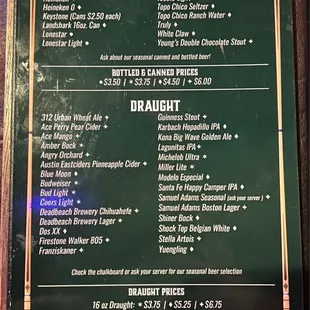 Heineken 0 ♦
Keystone (Cans $2.50 each)
Landshark 16oz. Can ♦
Lonestar ♦
Lonestar Light ♦
Topo Chico Seltzer ♦
Topo Chico Ranch Water ♦
Truly ♦
White Claw ♦
Young's Double Chocolate Stout +
Ask about our seasonal canned and bottled beer!
BOTTLED & CANNED PRICES
$3.50 | $3.75 | $4.50 | + $6.00
DRAUGHT
312 Urban Wheat Ale +
Ace Perry Pear Cider +
Ace Mango +
Amber Bock *
Angry Orchard +
Austin Eastciders Pineapple Cider +
Blue Moon ♦
Budweiser *
Bud Light *
Coors Light *
Deadbeach Brewery Chihuahefe +
Deadbeach Brewery Lager +
Dos XX ♦
Firestone Walker 805 +
Franziskaner +
Guinness Stout +
Karbach Hopadillo IPA ♦
Kona Big Wave Golden Ale ♦
Lagunitas IPA+
Michelob Ultra *
Miller Lite *
Modelo Especial ♦
Santa Fe Happy Camper IPA ♦
Samuel Adams Seasonal (ask your server) ♦
Samuel Adams Boston Lager +
Shiner Bock ♦
Shock Top Belgian White ♦
Stella Artois +
Yuengling ♦
Check the chalkboard or ask your server for our seasonal beer selection
DRAUGHT PRICES
16 oz Draught: * $3.75 | ♦ $5.25 | + $6.75